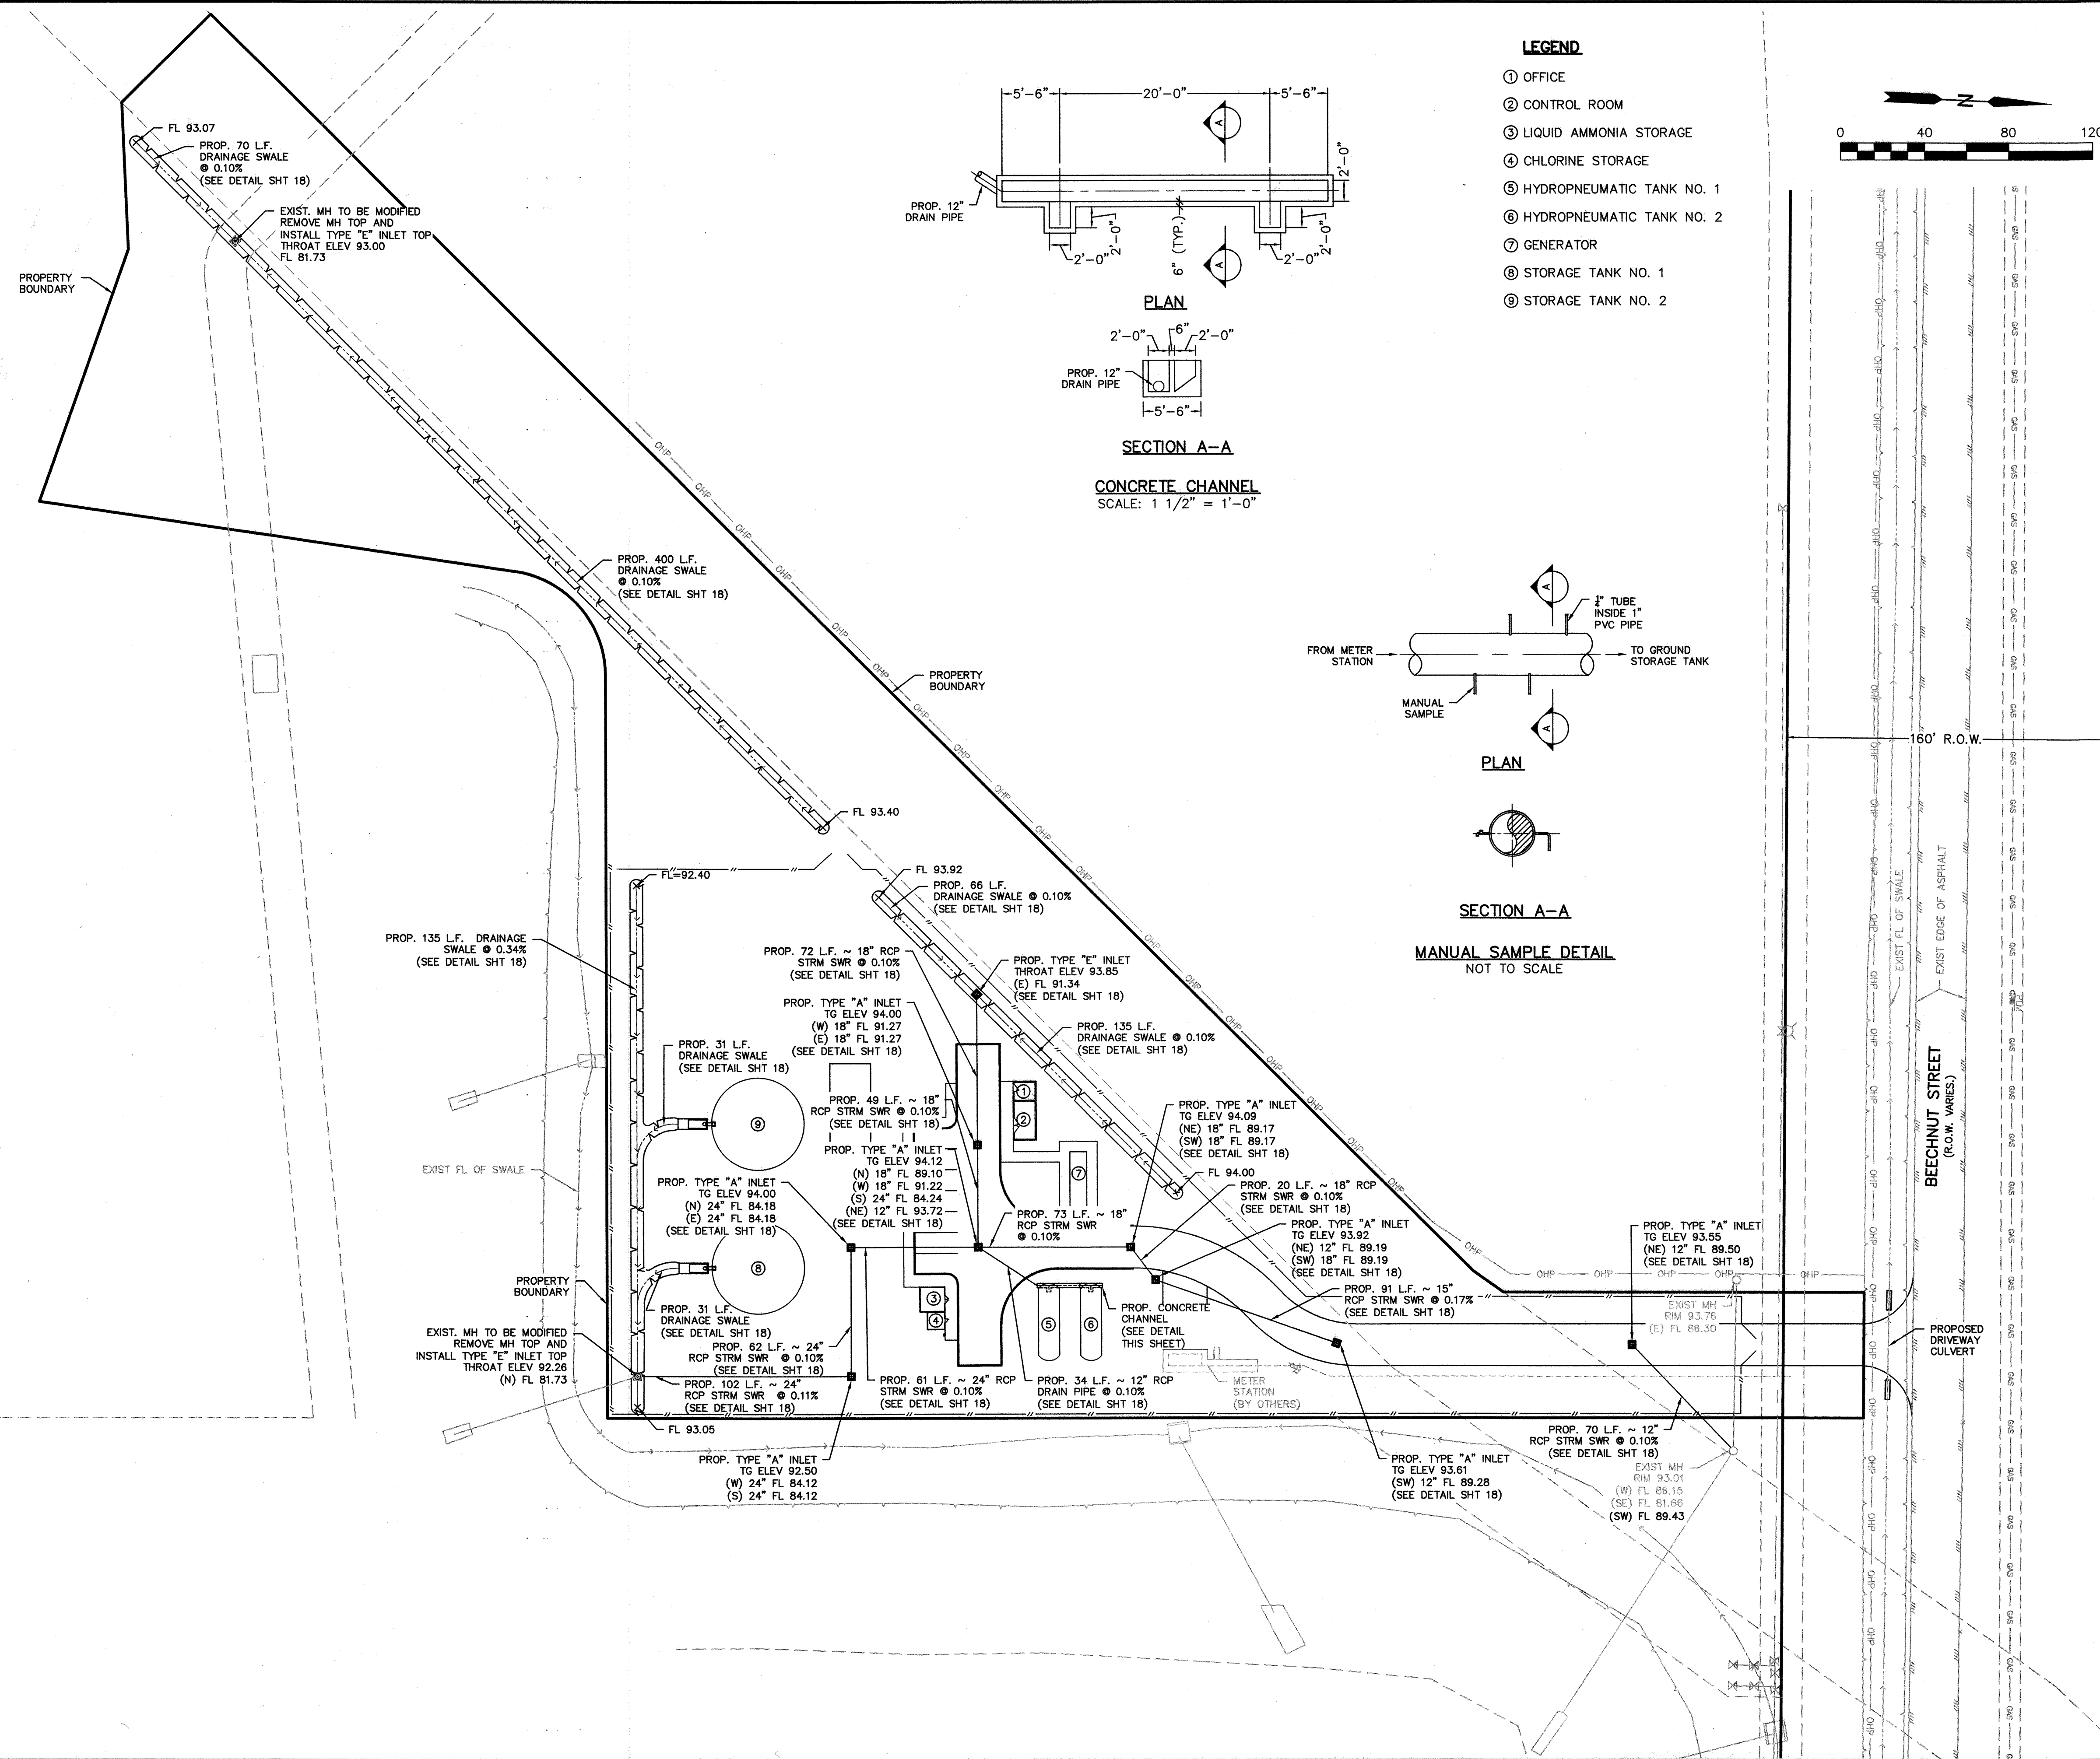 LEGEND
① OFFICE
② CONTROL ROOM
③ LIQUID AMMONIA STORAGE
④ CHLORINE STORAGE
⑤ HYDROPNEUMATIC TANK NO. 1
⑥ HYDROPNEUMATIC TANK NO. 2
⑦ GENERATOR
⑧ STORAGE TANK NO. 1
⑨ STORAGE TANK NO. 2
N
0 40 80 120
5'-6" 20'-0" 5'-6"
A
2'-0"
PROP. 12"
DRAIN PIPE
2'-0"
2'-0"
6" (TYP.)
2'-0"
2'-0"
A
PLAN
2'-0" 6" 2'-0"
PROP. 12"
DRAIN PIPE
5'-6"
SECTION A-A
CONCRETE CHANNEL
SCALE: 1 1/2" = 1'-0"
FL 93.07
PROP. 70 L.F.
DRAINAGE SWALE
@ 0.10%
(SEE DETAIL SHT 18)
EXIST. MH TO BE MODIFIED
REMOVE MH TOP AND
INSTALL TYPE "E" INLET TOP
THROAT ELEV 93.00
FL 81.73
PROPERTY
BOUNDARY
PROP. 400 L.F.
DRAINAGE SWALE
@ 0.10%
(SEE DETAIL SHT 18)
PROPERTY
BOUNDARY
OHP
A
TUBE
INSIDE 1"
PVC PIPE
FROM METER
STATION
TO GROUND
STORAGE TANK
MANUAL
SAMPLE
A
PLAN
SECTION A-A
MANUAL SAMPLE DETAIL
NOT TO SCALE
160' R.O.W.
GAS
OHP
EXIST FL OF SWALE
EXIST EDGE OF ASPHALT
BEECHNUT STREET
(R.O.W. VARIES.)
FL 93.40
FL=92.40
FL 93.92
PROP. 66 L.F.
DRAINAGE SWALE @ 0.10%
(SEE DETAIL SHT 18)
PROP. 135 L.F. DRAINAGE
SWALE @ 0.34%
(SEE DETAIL SHT 18)
PROP. 72 L.F. ~ 18" RCP
STRM SWR @ 0.10%
(SEE DETAIL SHT 18)
PROP. TYPE "E" INLET
THROAT ELEV 93.85
(E) FL 91.34
(SEE DETAIL SHT 18)
PROP. TYPE "A" INLET
TG ELEV 94.00
(W) 18" FL 91.27
(E) 18" FL 91.27
(SEE DETAIL SHT 18)
PROP. 135 L.F.
DRAINAGE SWALE @ 0.10%
(SEE DETAIL SHT 18)
PROP. 31 L.F.
DRAINAGE SWALE
(SEE DETAIL SHT 18)
PROP. 49 L.F. ~ 18"
RCP STRM SWR @ 0.10%
(SEE DETAIL SHT 18)
①
②
⑨
⑦
PROP. TYPE "A" INLET
TG ELEV 94.09
(NE) 18" FL 89.17
(SW) 18" FL 89.17
(SEE DETAIL SHT 18)
PROP. TYPE "A" INLET
TG ELEV 94.12
(N) 18" FL 89.10
(W) 18" FL 91.22
(S) 24" FL 84.24
(NE) 12" FL 93.72
(SEE DETAIL SHT 18)
EXIST FL OF SWALE
FL 94.00
PROP. TYPE "A" INLET
TG ELEV 94.00
(N) 24" FL 84.18
(E) 24" FL 84.18
(SEE DETAIL SHT 18)
PROP. 20 L.F. ~ 18" RCP
STRM SWR @ 0.10%
(SEE DETAIL SHT 18)
PROP. 73 L.F. ~ 18"
RCP STRM SWR
@ 0.10%
PROP. TYPE "A" INLET
TG ELEV 93.92
(NE) 12" FL 89.19
(SW) 18" FL 89.19
(SEE DETAIL SHT 18)
PROP. TYPE "A" INLET
TG ELEV 93.55
(NE) 12" FL 89.50
(SEE DETAIL SHT 18)
⑧
PROPERTY
BOUNDARY
PROP. 31 L.F.
DRAINAGE SWALE
(SEE DETAIL SHT 18)
③
④
⑤
⑥
PROP. CONCRETE
CHANNEL
(SEE DETAIL
THIS SHEET)
PROP. 91 L.F. ~ 15"
RCP STRM SWR @ 0.17%
(SEE DETAIL SHT 18)
EXIST MH
RIM 93.76
(E) FL 86.30
PROPOSED
DRIVEWAY
CULVERT
EXIST. MH TO BE MODIFIED
REMOVE MH TOP AND
INSTALL TYPE "E" INLET TOP
THROAT ELEV 92.26
(N) FL 81.73
PROP. 62 L.F. ~ 24"
RCP STRM SWR @ 0.10%
(SEE DETAIL SHT 18)
PROP. 102 L.F. ~ 24"
RCP STRM SWR @ 0.11%
(SEE DETAIL SHT 18)
PROP. 61 L.F. ~ 24" RCP
STRM SWR @ 0.10%
(SEE DETAIL SHT 18)
PROP. 34 L.F. ~ 12" RCP
DRAIN PIPE @ 0.10%
(SEE DETAIL SHT 18)
METER
STATION
(BY OTHERS)
FL 93.05
PROP. TYPE "A" INLET
TG ELEV 92.50
(W) 24" FL 84.12
(S) 24" FL 84.12
PROP. TYPE "A" INLET
TG ELEV 93.61
(SW) 12" FL 89.28
(SEE DETAIL SHT 18)
PROP. 70 L.F. ~ 12"
RCP STRM SWR @ 0.10%
(SEE DETAIL SHT 18)
EXIST MH
RIM 93.01
(W) FL 86.15
(SE) FL 81.66
(SW) FL 89.43